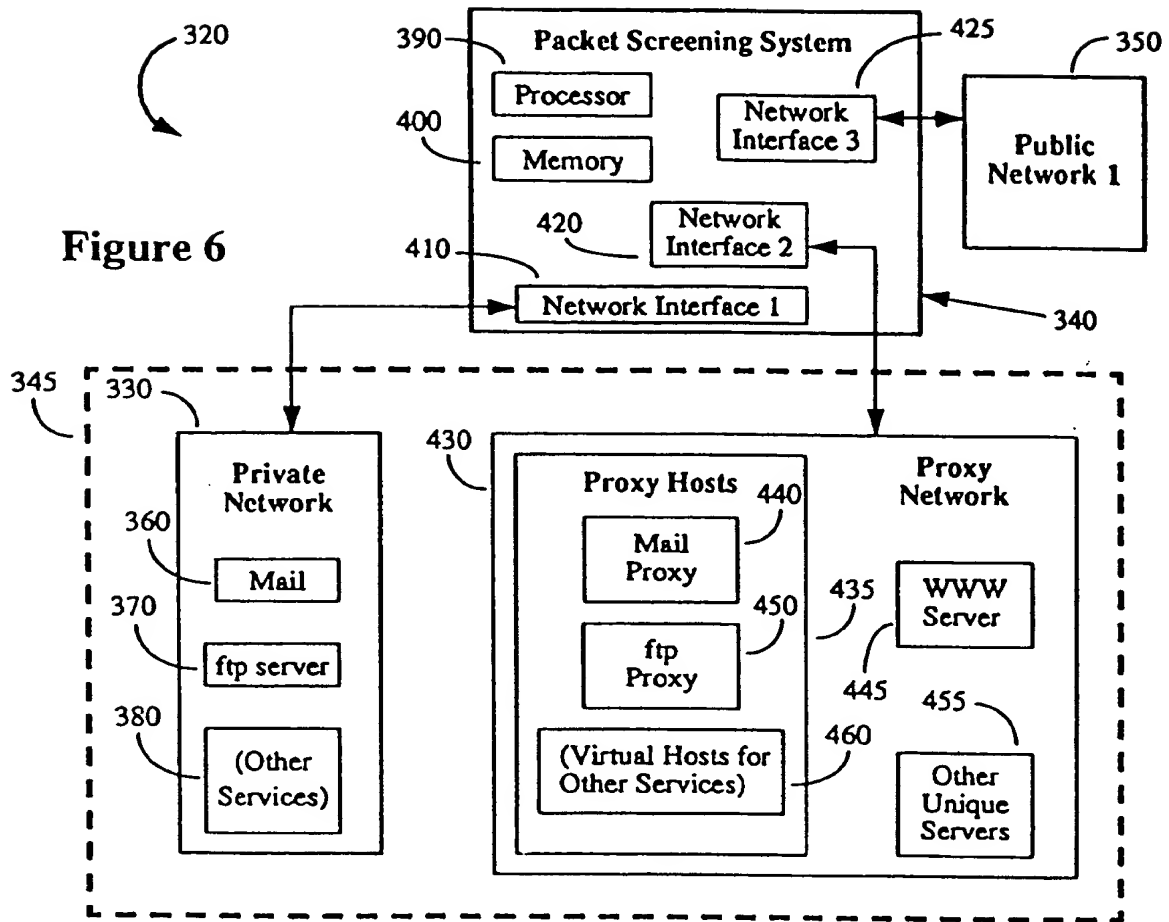 320
390
Packet Screening System
425
350
Processor
400
Memory
Network
Interface 3
Public
Network 1
Figure 6
420
Network
Interface 2
410
Network Interface 1
340
345
330
Private
Network
360
Mail
370
ftp server
380
(Other
Services)
430
Proxy Hosts
440
Mail
Proxy
450
ftp
Proxy
435
(Virtual Hosts for
Other Services)
460
Proxy
Network
WWW
Server
445
455
Other
Unique
Servers